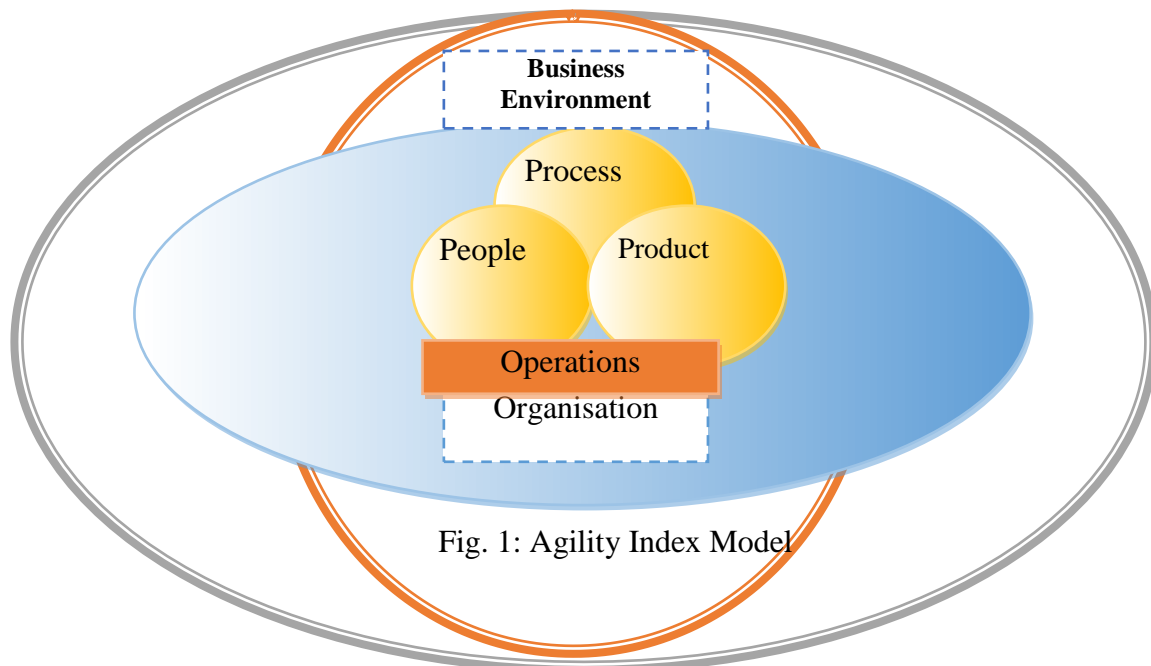 Business
Environment
Process
People
Product
Operations
Organisation
Fig. 1: Agility Index Model